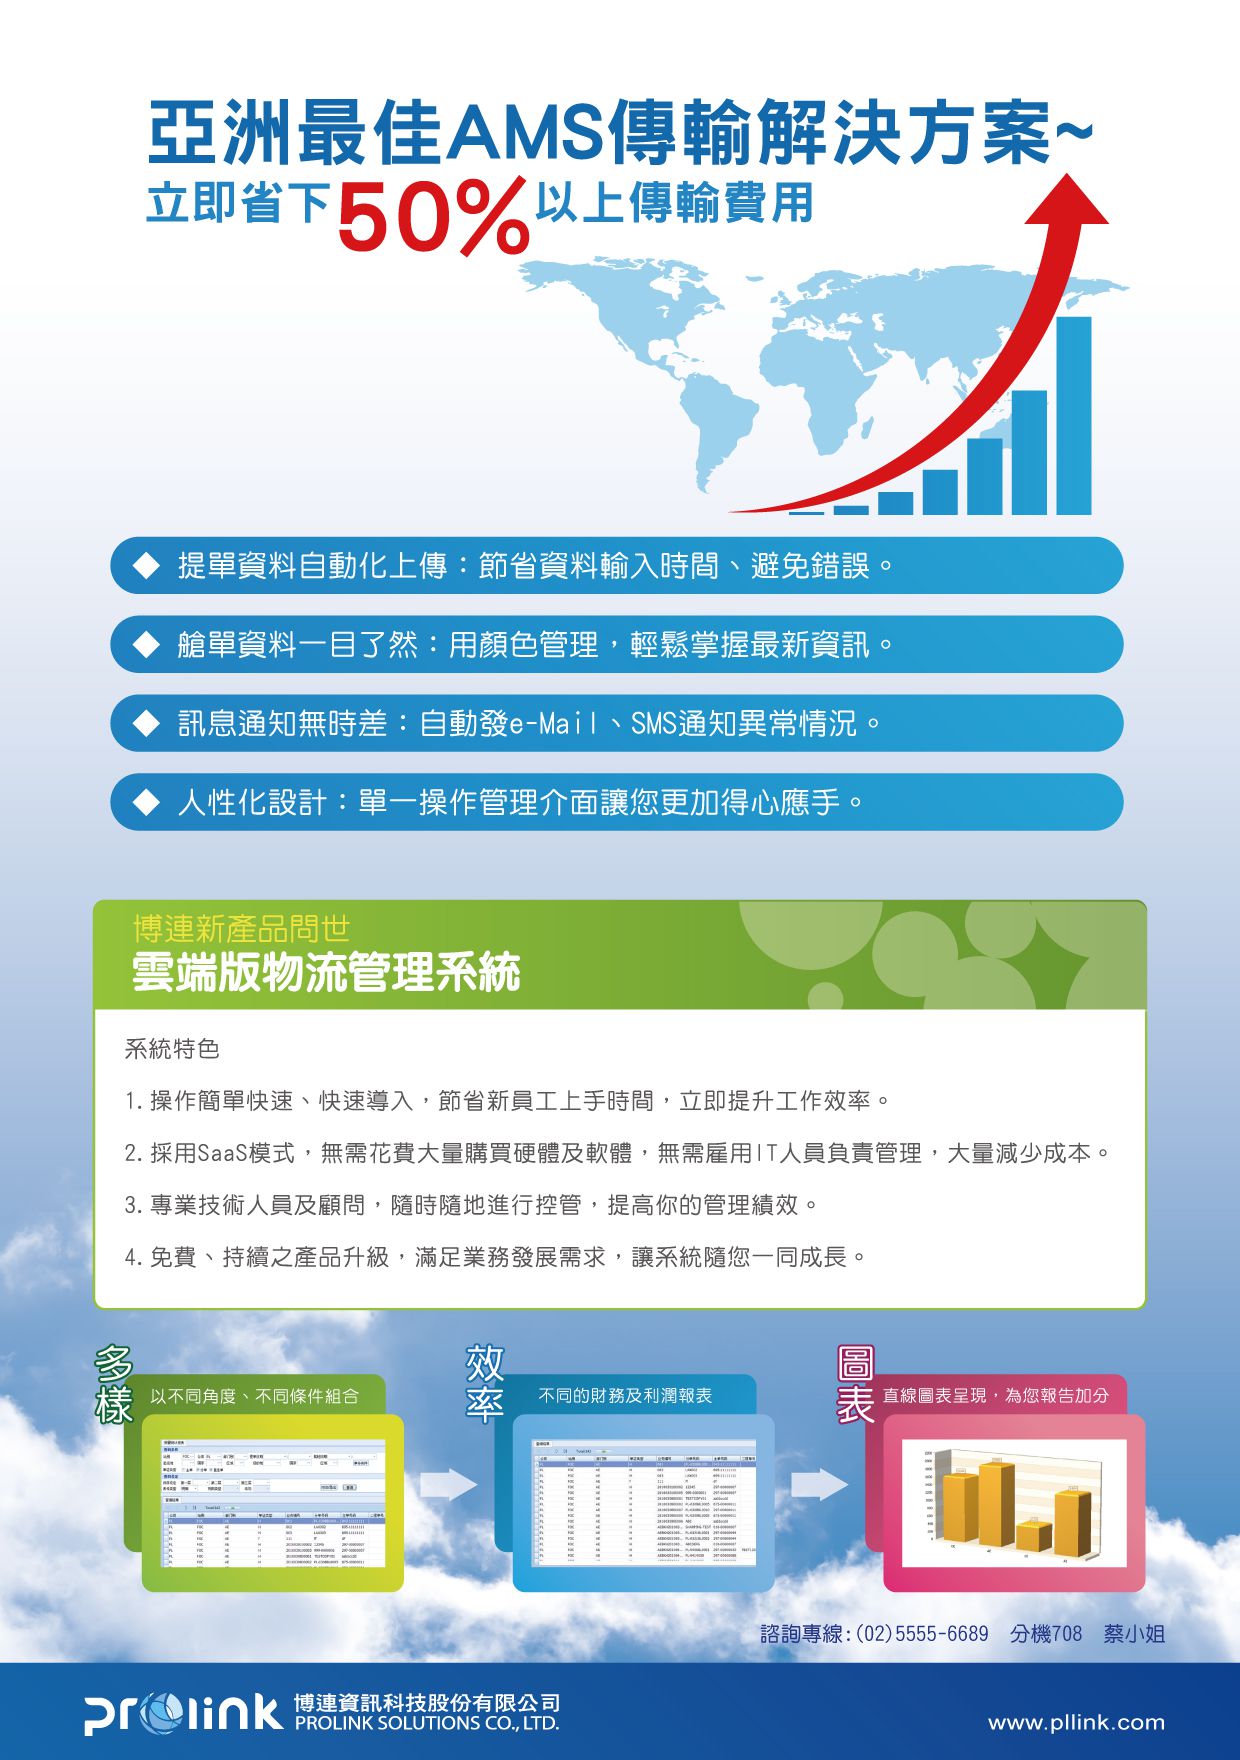 亞洲最佳AMS傳輸解決方案~
立即省下50%以上傳輸費用
◆ 提單資料自動化上傳：節省資料輸入時間、避免錯誤。
◆ 艙單資料一目了然：用顏色管理，輕鬆掌握最新資訊。
◆ 訊息通知無時差：自動發e-Mail、SMS通知異常情況。
◆ 人性化設計：單一操作管理介面讓您更加得心應手。
博連新產品問世
雲端版物流管理系統
系統特色
1. 操作簡單快速、快速導入，節省新員工上手時間，立即提升工作效率。
2. 採用SaaS模式，無需花費大量購買硬體及軟體，無需雇用IT人員負責管理，大量減少成本。
3. 專業技術人員及顧問，隨時隨地進行控管，提高你的管理績效。
4. 免費、持續之產品升級，滿足業務發展需求，讓系統隨您一同成長。
多樣
以不同角度、不同條件組合
效率
不同的財務及利潤報表
圖表
直線圖表呈現，為您報告加分
諮詢專線:(02)5555-6689 分機708 蔡小姐
prolink 博連資訊科技股份有限公司
PROLINK SOLUTIONS CO., LTD.
www.pllink.com